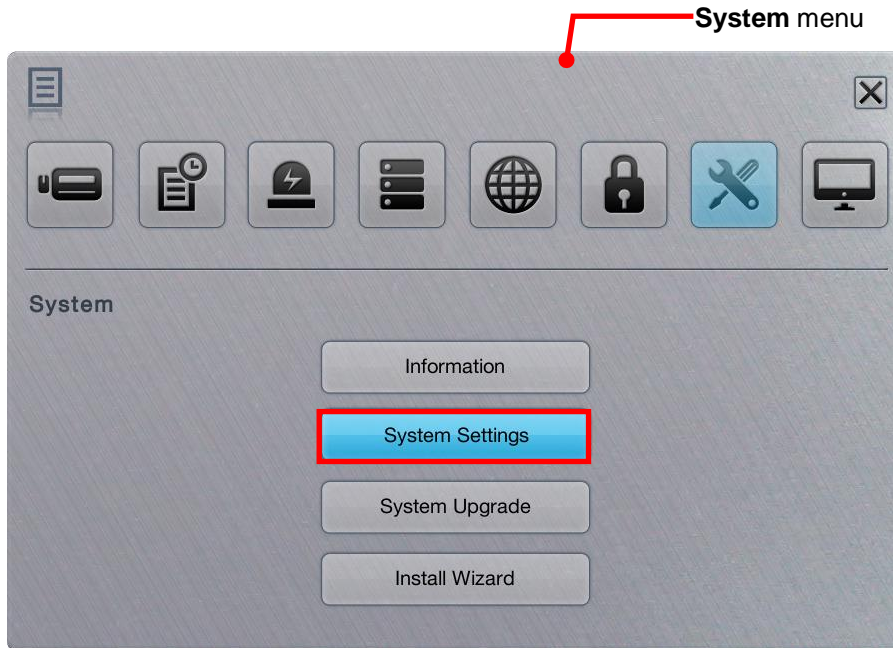 System menu
System
Information
System Settings
System Upgrade
Install Wizard